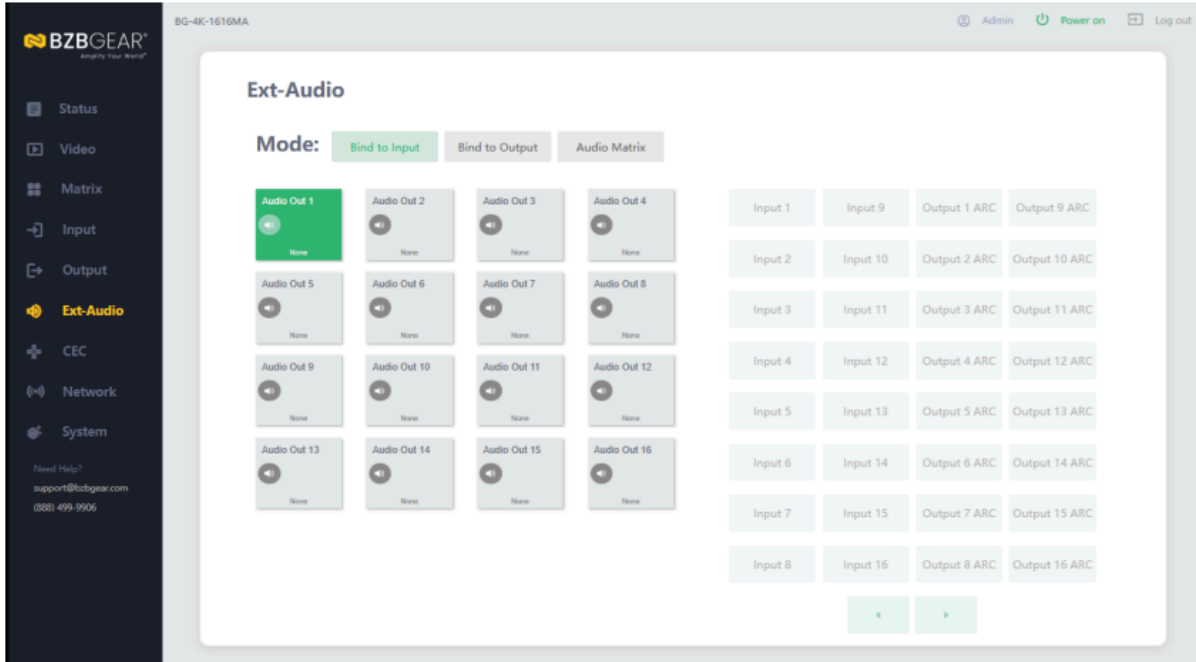 BZBGEAR®
Amplify Your World™
BG-4K-1616MA
Admin
Power on
Log out
Status
Video
Matrix
Input
Output
Ext-Audio
CEC
Network
System
Need Help?
support@bzbgear.com
(888) 499-9906
Ext-Audio
Mode: Bind to Input Bind to Output Audio Matrix
Audio Out 1 Audio Out 2 Audio Out 3 Audio Out 4
None None None None
Audio Out 5 Audio Out 6 Audio Out 7 Audio Out 8
None None None None
Audio Out 9 Audio Out 10 Audio Out 11 Audio Out 12
None None None None
Audio Out 13 Audio Out 14 Audio Out 15 Audio Out 16
None None None None
Input 1 Input 9 Output 1 ARC Output 9 ARC
Input 2 Input 10 Output 2 ARC Output 10 ARC
Input 3 Input 11 Output 3 ARC Output 11 ARC
Input 4 Input 12 Output 4 ARC Output 12 ARC
Input 5 Input 13 Output 5 ARC Output 13 ARC
Input 6 Input 14 Output 6 ARC Output 14 ARC
Input 7 Input 15 Output 7 ARC Output 15 ARC
Input 8 Input 16 Output 8 ARC Output 16 ARC